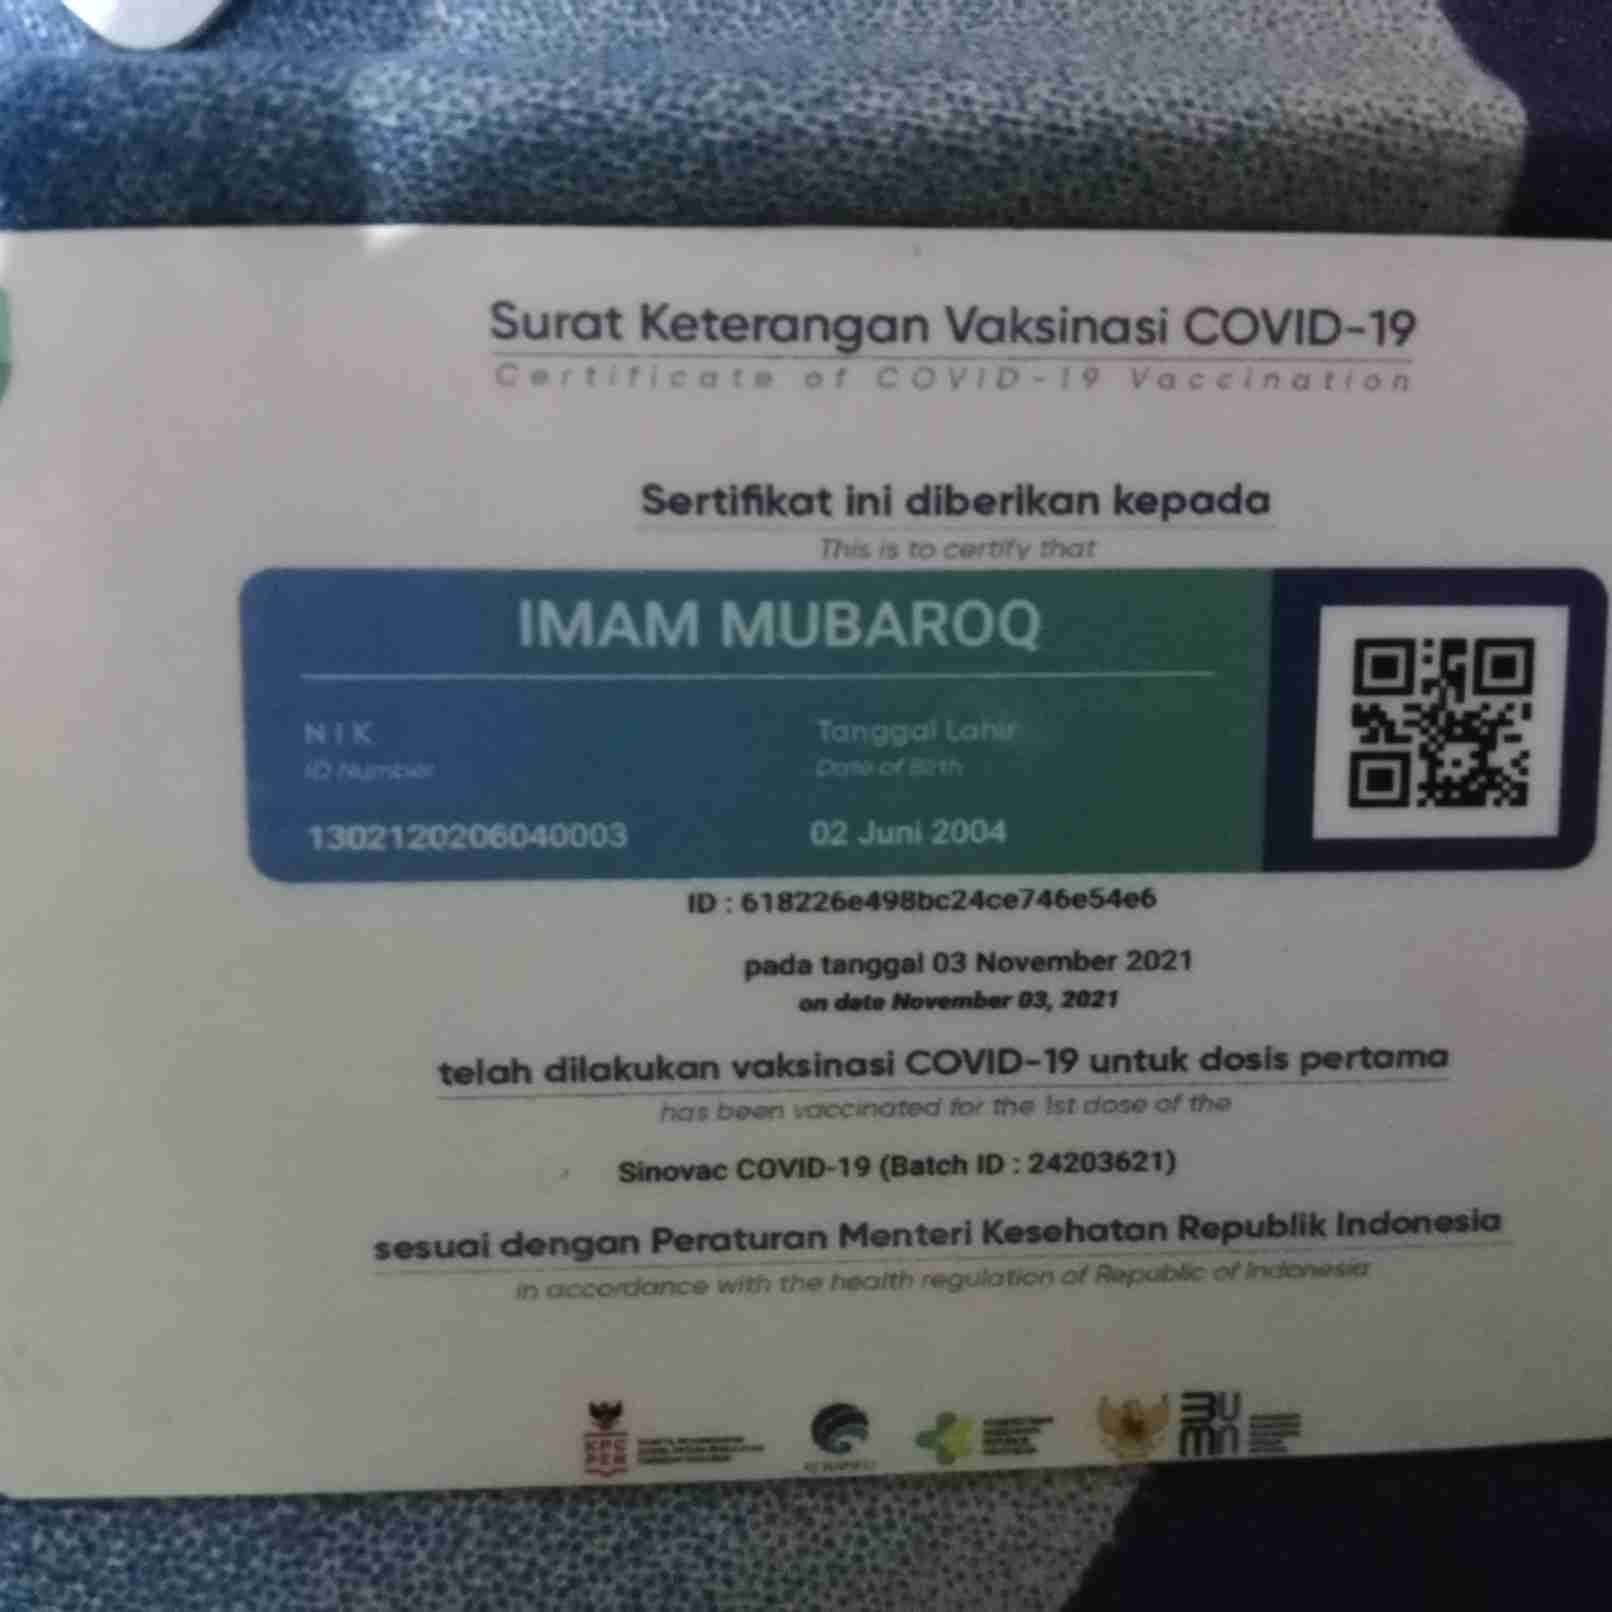 Surat Keterangan Vaksinasi COVID-19
Certificate of COVID-19 Vaccination
Sertifikat ini diberikan kepada
This is to certify that
IMAM MUBAROQ
NIK
ID Number
1302120206040003
Tanggal Lahir
Date of Birth
02 Juni 2004
ID : 618226e498bc24ce746e54e6
pada tanggal 03 November 2021
on date November 03, 2021
telah dilakukan vaksinasi COVID-19 untuk dosis pertama
has been vaccinated for the 1st dose of the
Sinovac COVID-19 (Batch ID : 24203621)
sesuai dengan Peraturan Menteri Kesehatan Republik Indonesia
in accordance with the health regulation of Republic of Indonesia
KPC
PEN
BUMN